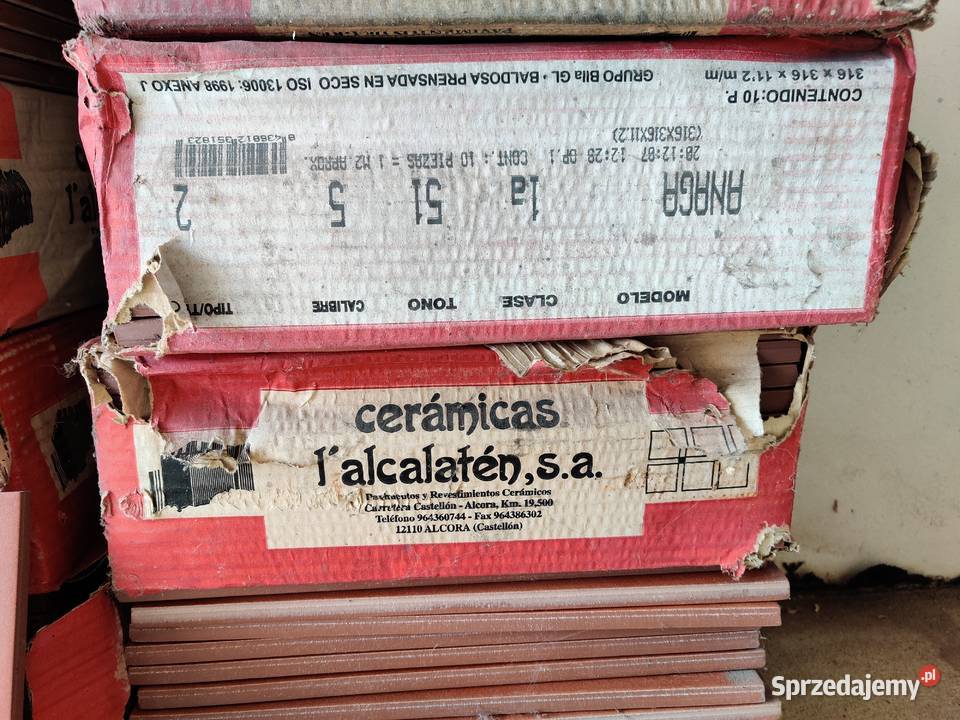 CONTENIDO: 10 P.
316 x 316 x 11'2 m/m
GRUPO BIIa GL • BALDOSA PRENSADA EN SECO ISO 13006: 1998 ANEXO J
MODELO
CLASE
TONO
CALIBRE
ANAGA
1a
51
5
2
28:12:07 12:28 OP.1 CONT.: 10 PIEZAS = 1 M2.APROX.
(316X316X11.2)
cerámicas
l'alcalatén, s.a.
Pavimentos y Revestimientos Cerámicos
Carretera Castellón - Alcora, Km. 19,500
Teléfono 964360744 - Fax 964386302
12110 ALCORA (Castellón)
Sprzedajemy.pl